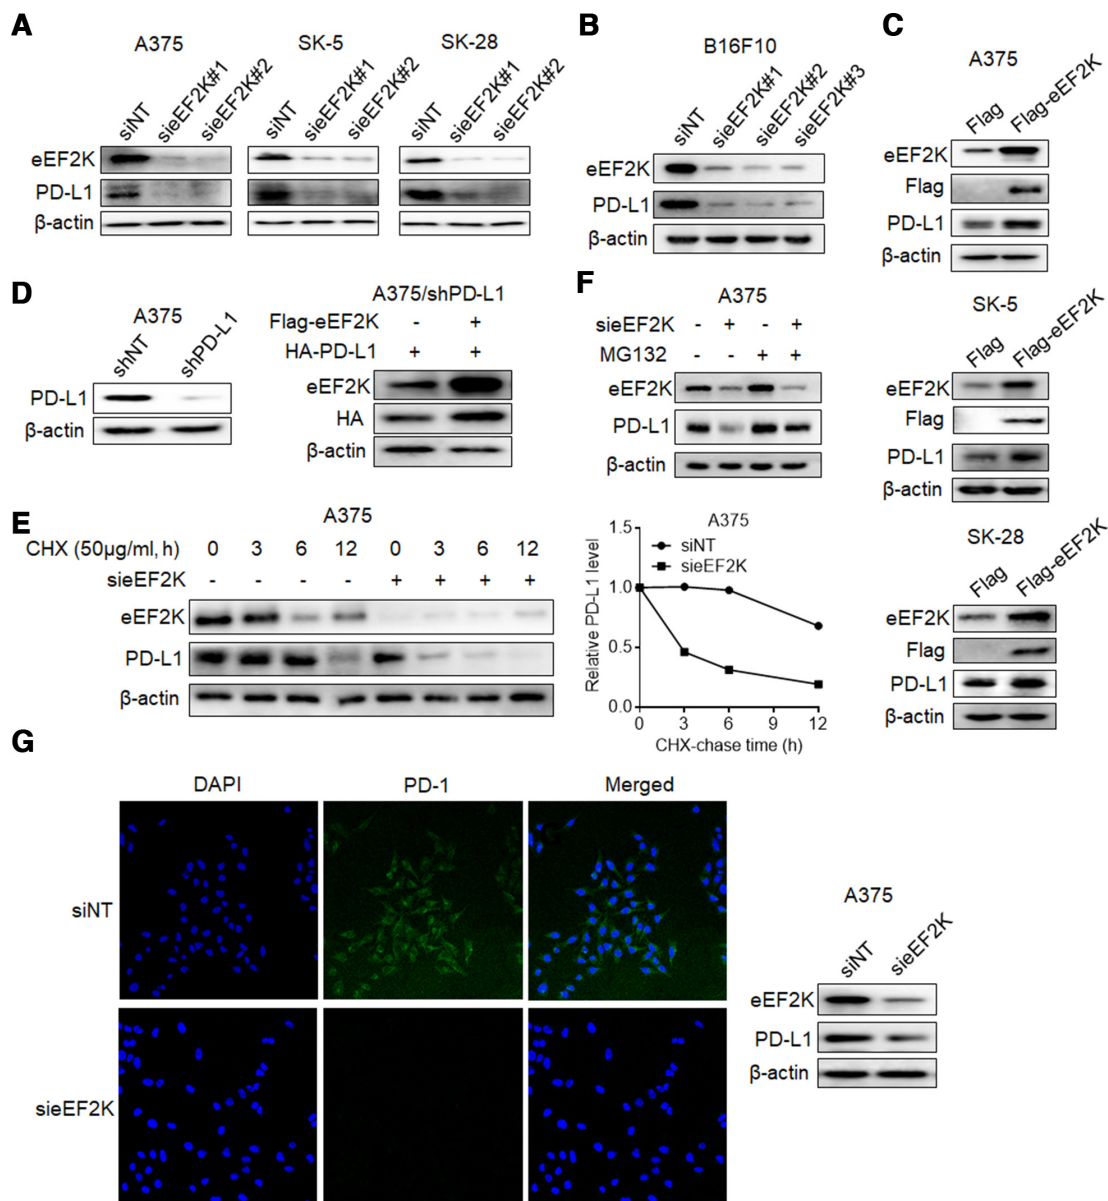 A
A375
SK-5
SK-28
siNT
sieEF2K#1
sieEF2K#2
siNT
sieEF2K#1
sieEF2K#2
siNT
sieEF2K#1
sieEF2K#2
eEF2K
PD-L1
β-actin
B
B16F10
siNT
sieEF2K#1
sieEF2K#2
sieEF2K#3
eEF2K
PD-L1
β-actin
C
A375
Flag
Flag-eEF2K
eEF2K
Flag
PD-L1
β-actin
SK-5
Flag
Flag-eEF2K
eEF2K
Flag
PD-L1
β-actin
SK-28
Flag
Flag-eEF2K
eEF2K
Flag
PD-L1
β-actin
D
A375
shNT
shPD-L1
PD-L1
β-actin
A375/shPD-L1
Flag-eEF2K - +
HA-PD-L1 + +
eEF2K
HA
β-actin
F
A375
sieEF2K - + - +
MG132 - - + +
eEF2K
PD-L1
β-actin
E
A375
CHX (50μg/ml, h) 0 3 6 12 0 3 6 12
sieEF2K - - - - + + + +
eEF2K
PD-L1
β-actin
A375
siNT
sieEF2K
Relative PD-L1 level
1.5
1.0
0.5
0.0
0 3 6 9 12
CHX-chase time (h)
G
DAPI PD-1 Merged
siNT
sieEF2K
A375
siNT
sieEF2K
eEF2K
PD-L1
β-actin